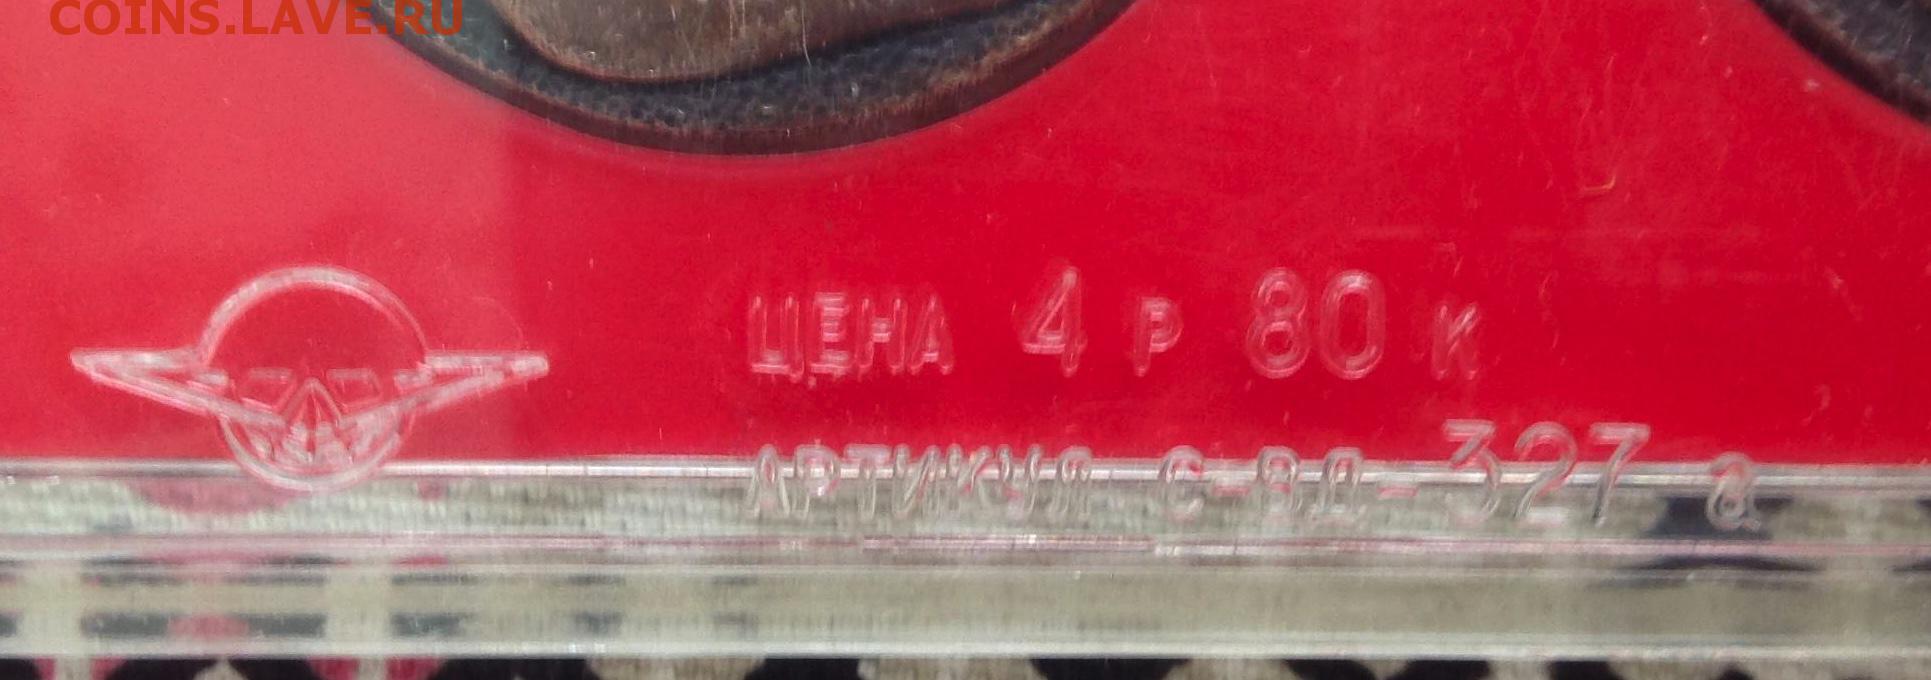 COINS.LAVE.RU
ЦЕНА 4 р 80 к
АРТИКУЛ С-ВД-327 а